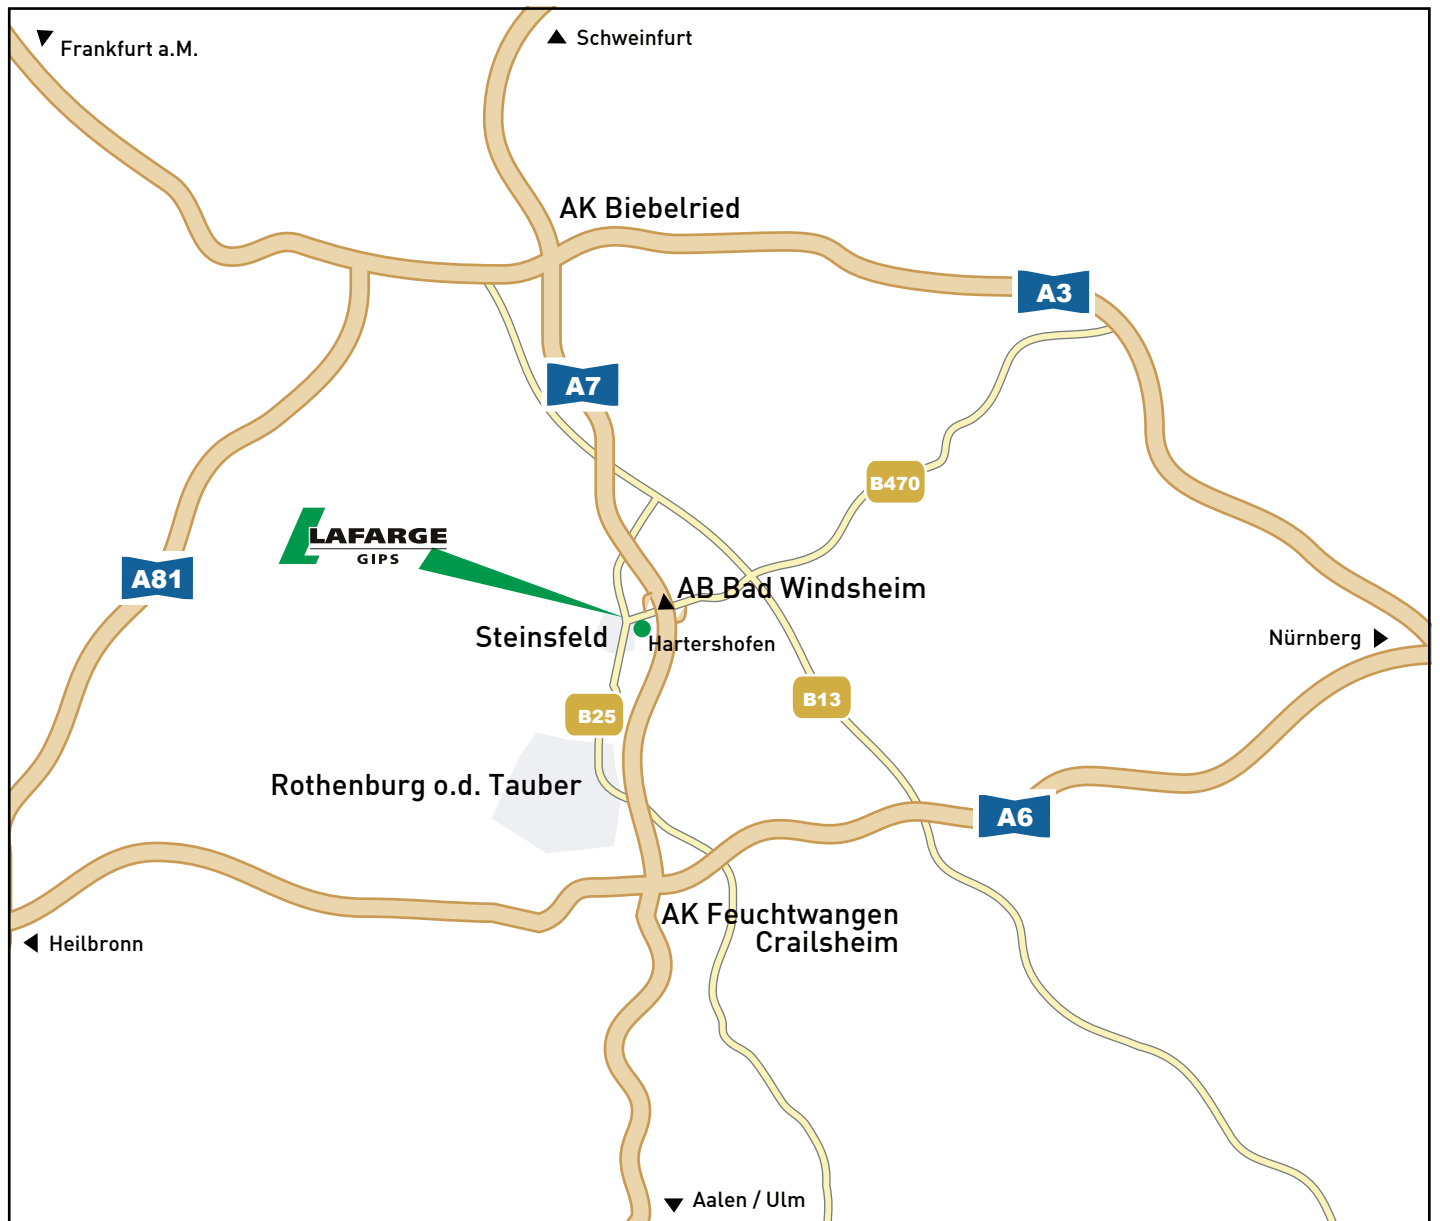 Frankfurt a.M.
Schweinfurt
AK Biebelried
A3
A7
B470
LAFARGE
GIPS
A81
AB Bad Windsheim
Steinsfeld
Hartershofen
Nürnberg
B13
B25
Rothenburg o.d. Tauber
A6
AK Feuchtwangen
Crailsheim
Heilbronn
Aalen / Ulm